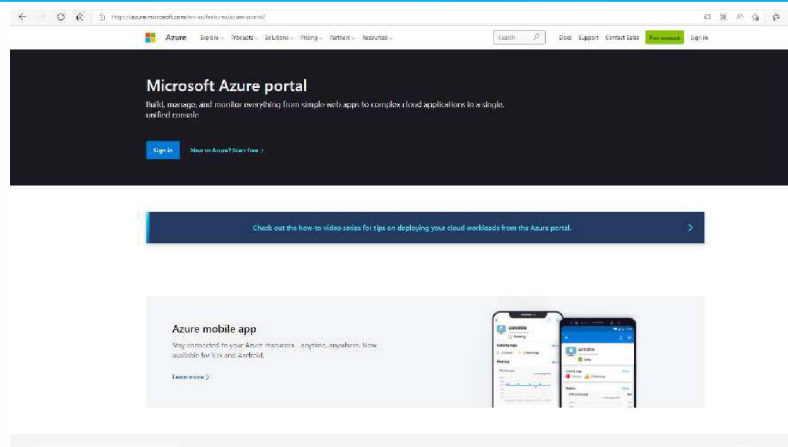 https://azure.microsoft.com/en-us/features/azure-portal/
Azure Explore Products Solutions Pricing Partners Resources Search Docs Support Contact Sales Free account Sign in
Microsoft Azure portal
Build, manage, and monitor everything from simple web apps to complex cloud applications in a single,
unified console
Sign in New to Azure? Start free
Check out the how-to video series for tips on deploying your cloud workloads from the Azure portal.
Azure mobile app
Stay connected to your Azure resources—anytime, anywhere. Now
available for iOS and Android.
Learn more